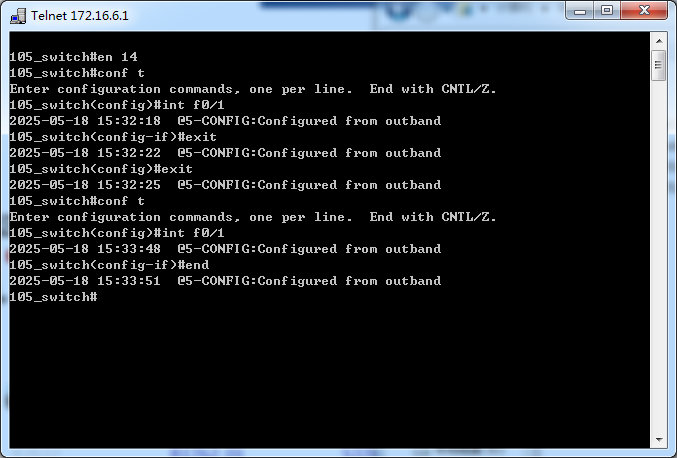 Telnet 172.16.6.1
105_switch#en 14
105_switch#conf t
Enter configuration commands, one per line.  End with CNTL/Z.
105_switch(config)#int f0/1
2025-05-18 15:32:18  @5-CONFIG:Configured from outband
105_switch(config-if)#exit
2025-05-18 15:32:22  @5-CONFIG:Configured from outband
105_switch(config)#exit
2025-05-18 15:32:25  @5-CONFIG:Configured from outband
105_switch#conf t
Enter configuration commands, one per line.  End with CNTL/Z.
105_switch(config)#int f0/1
2025-05-18 15:33:48  @5-CONFIG:Configured from outband
105_switch(config-if)#end
2025-05-18 15:33:51  @5-CONFIG:Configured from outband
105_switch#